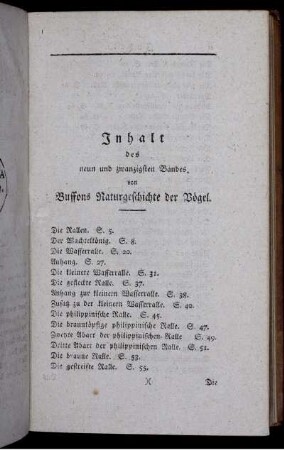 Inhalt
des
neun und zwanzigsten Bandes,
von
Buffons Naturgeschichte der Vögel.
Die Rallen. S. 5.
Der Wachtelkönig. S. 8.
Die Wasserralle. S. 20.
Anhang. S. 27.
Die kleinere Wasserralle. S. 31.
Die gefleckte Ralle. S. 37.
Anhang zur kleinern Wasserralle. S. 38.
Zusatz zu der kleinern Wasserralle. S. 40.
Die philippinische Ralle. S. 45.
Die braunköpfige philippinische Ralle. S. 47.
Zweyte Abart der philippinischen Ralle S. 49.
Dritte Abart der philippinischen Ralle. S. 51.
Die braune Ralle. S. 53.
Die gestreifte Ralle. S. 55.
X Die